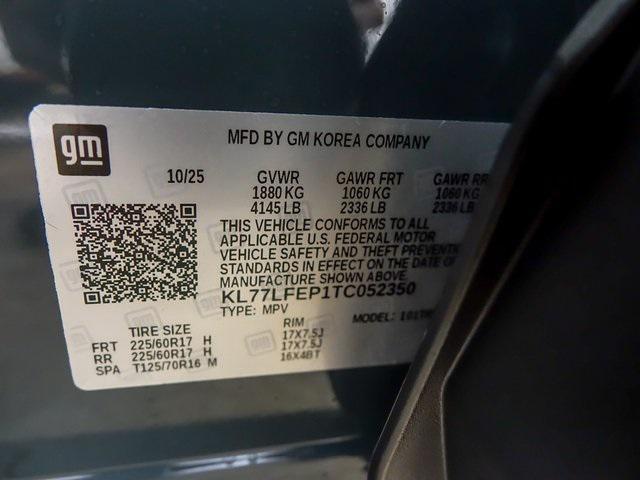 gm
MFD BY GM KOREA COMPANY
10/25 GVWR GAWR FRT GAWR RR
1880 KG 1060 KG 1060 KG
4145 LB 2336 LB 2336 LB
THIS VEHICLE CONFORMS TO ALL
APPLICABLE U.S. FEDERAL MOTOR
VEHICLE SAFETY AND THEFT PREVENTIO
STANDARDS IN EFFECT ON THE DATE OF
MANUFACTURE SHOWN ABOVE.
KL77LFEP1TC052350
TYPE: MPV MODEL:
TIRE SIZE RIM
FRT 225/60R17 H 17X7.5J
RR 225/60R17 H 17X7.5J
SPA T125/70R16 M 16X4BT